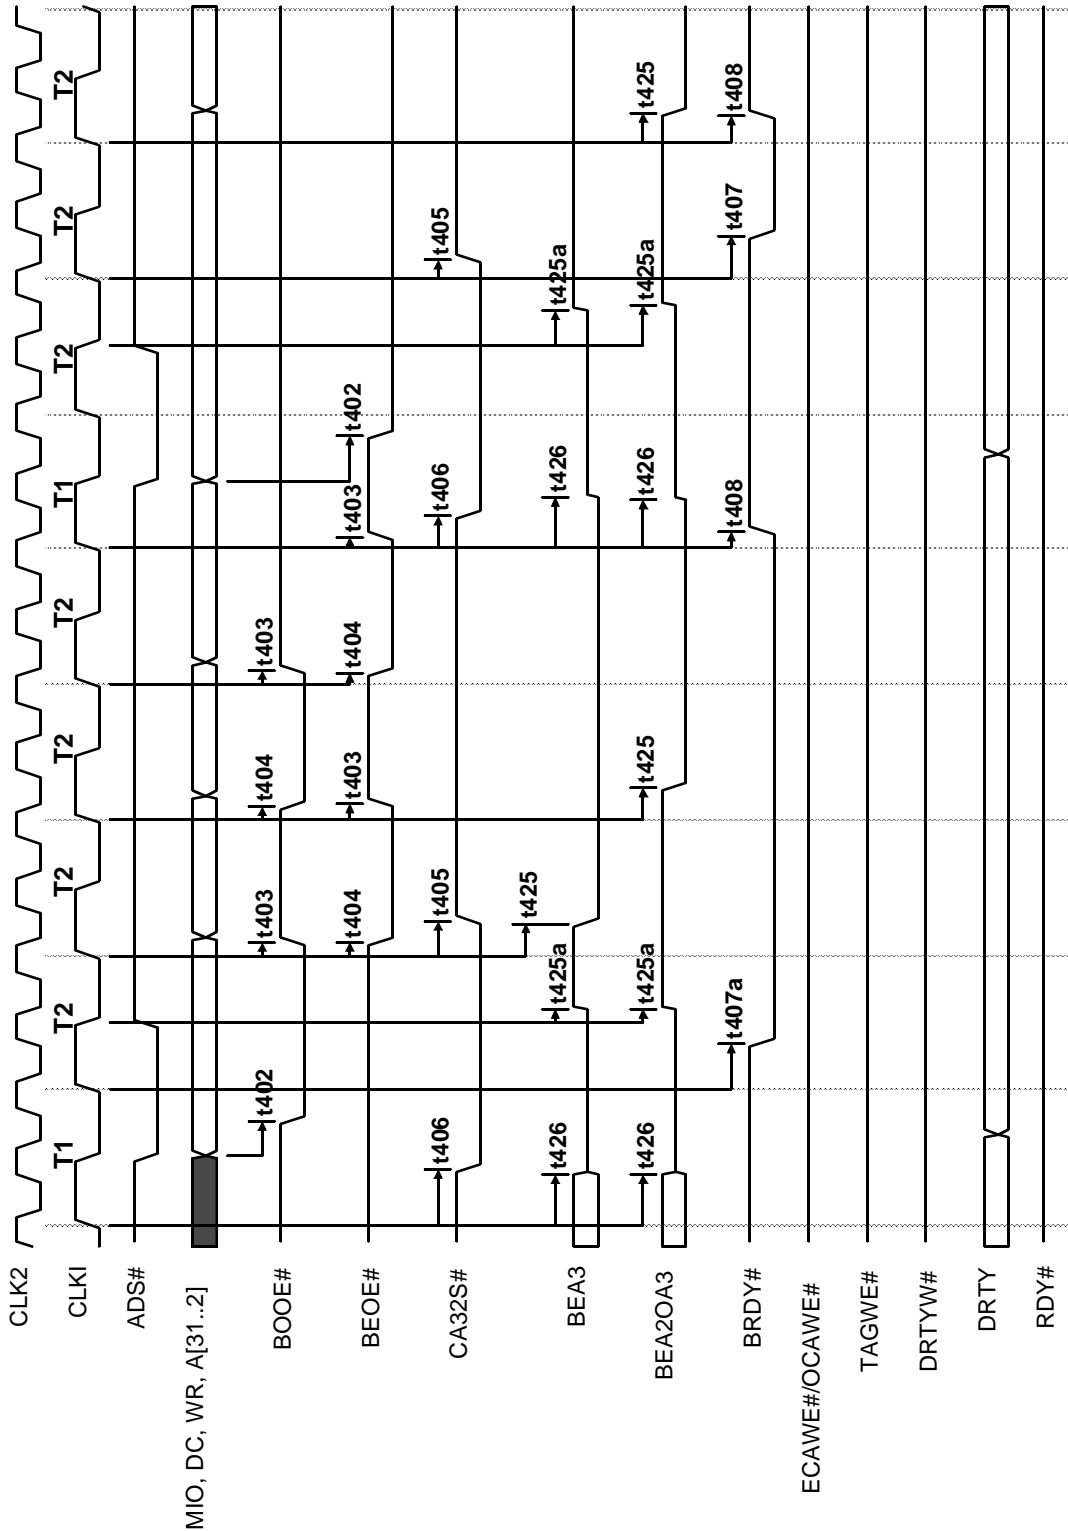 CLK2
CLKI T1 T2 T2 T2 T2 T1 T2 T2 T2
ADS#
MIO, DC, WR, A[31..2]
BOOE# t402 t403 t404 t403
BEOE# t404 t403 t404 t403 t402
CA32S# t406 t405 t406 t405
t425
BEA3 t426 t425a t426 t425a
BEA2OA3 t426 t425a t425 t426 t425a t425
BRDY# t407a t408 t407 t408
ECAWE#/OCAWE#
TAGWE#
DRTYW#
DRTY
RDY#